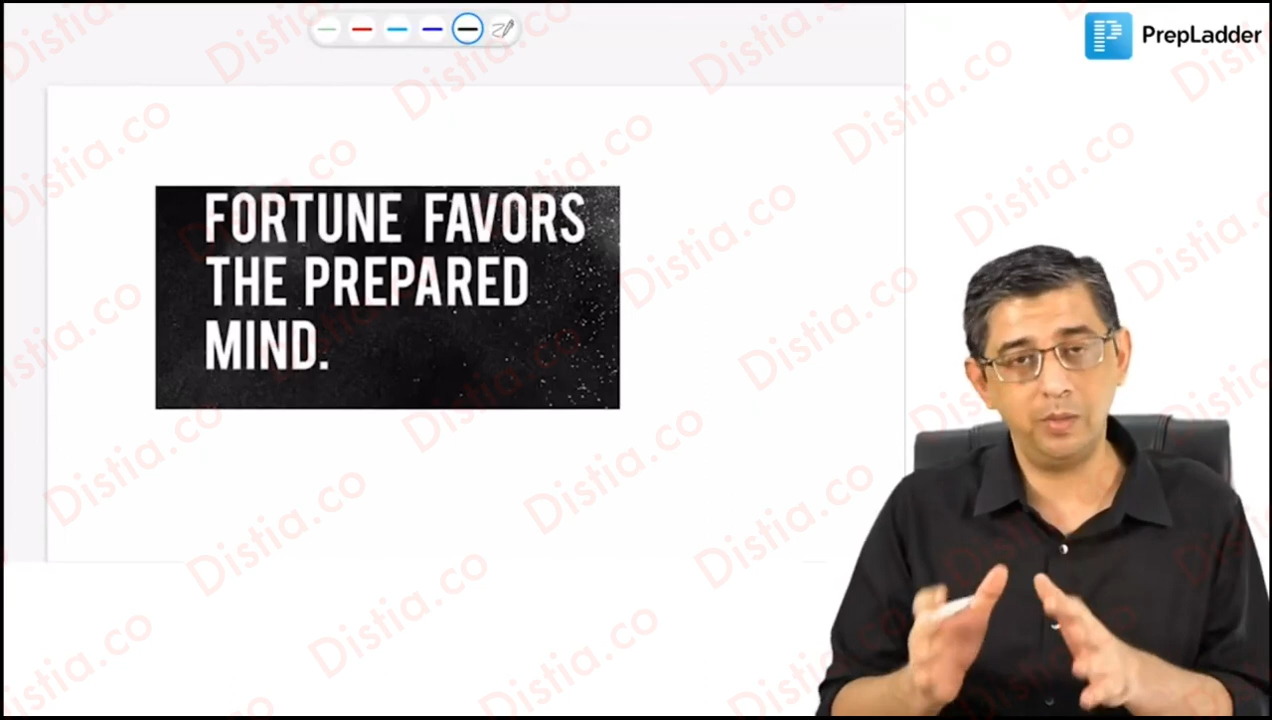 PrepLadder
FORTUNE FAVORS
THE PREPARED
MIND.
Distia.co